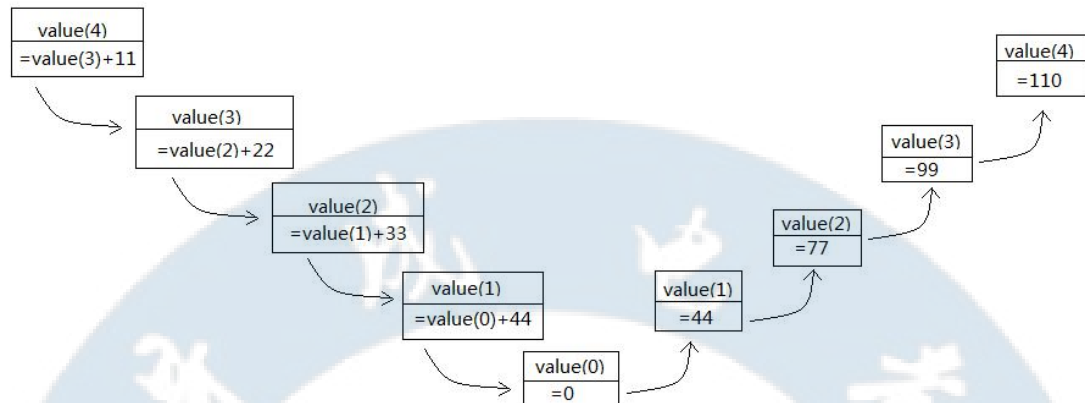 value(4)
=value(3)+11
value(3)
=value(2)+22
value(2)
=value(1)+33
value(1)
=value(0)+44
value(0)
=0
value(1)
=44
value(2)
=77
value(3)
=99
value(4)
=110